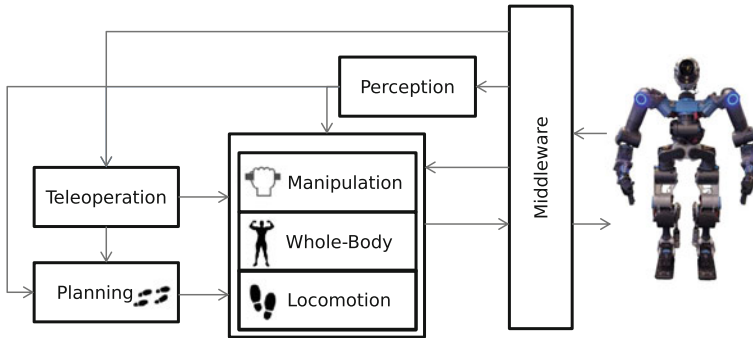 Perception
Middleware
Teleoperation
Manipulation
Whole-Body
Planning
Locomotion